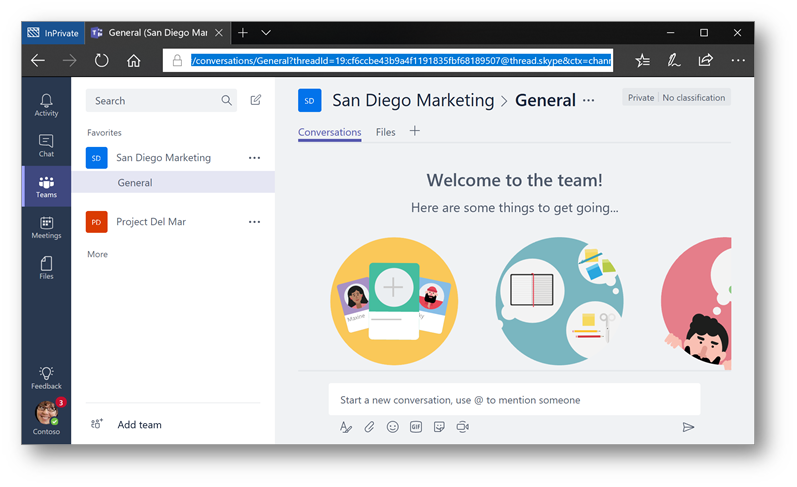 InPrivate
General (San Diego Mar
/conversations/General?threadId=19:cf6ccbe43b9a4f1191835fbf68189507@thread.skype&ctx=chann
Activity
Chat
Teams
Meetings
Files
Feedback
3
Contoso
Search
Favorites
SD San Diego Marketing
General
PD Project Del Mar
More
Add team
SD San Diego Marketing > General
Private | No classification
Conversations Files
Welcome to the team!
Here are some things to get going...
Maxine
Start a new conversation, use @ to mention someone
GIF